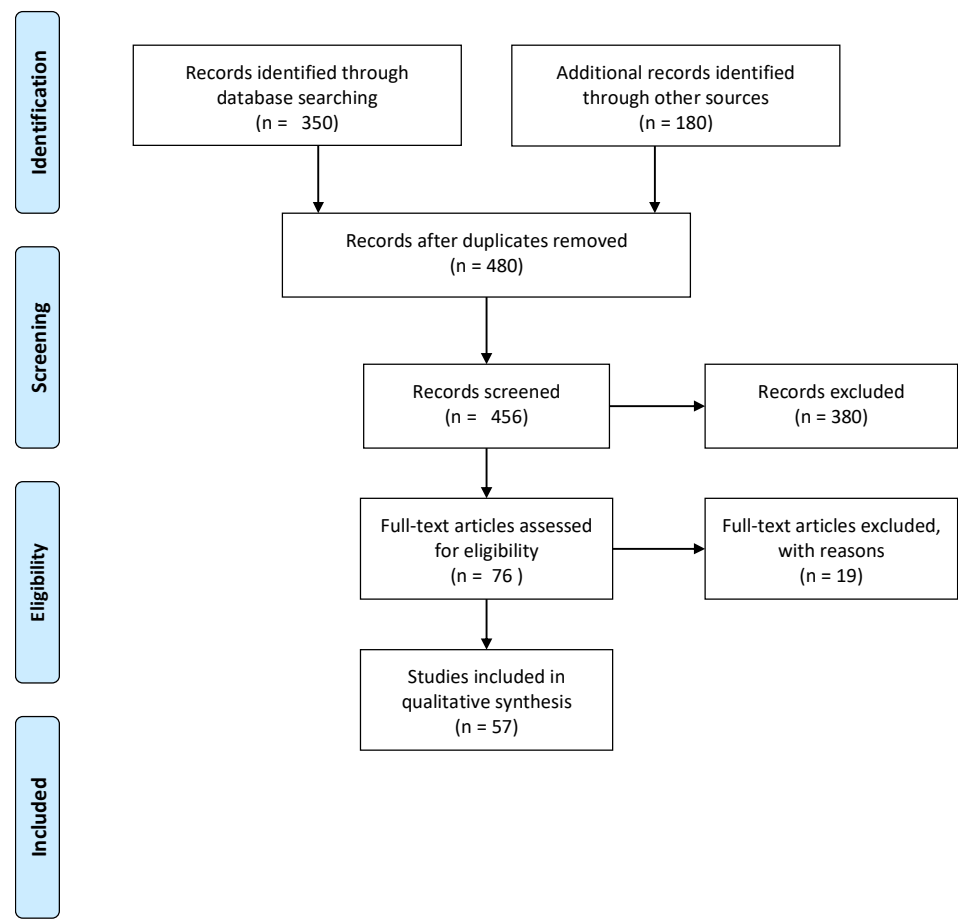 Identification
Records identified through
database searching
(n =   350)
Additional records identified
through other sources
(n = 180)
Records after duplicates removed
(n = 480)
Screening
Records screened
(n =   456)
Records excluded
(n = 380)
Eligibility
Full-text articles assessed
for eligibility
(n =  76 )
Full-text articles excluded,
with reasons
(n = 19)
Studies included in
qualitative synthesis
(n = 57)
Included